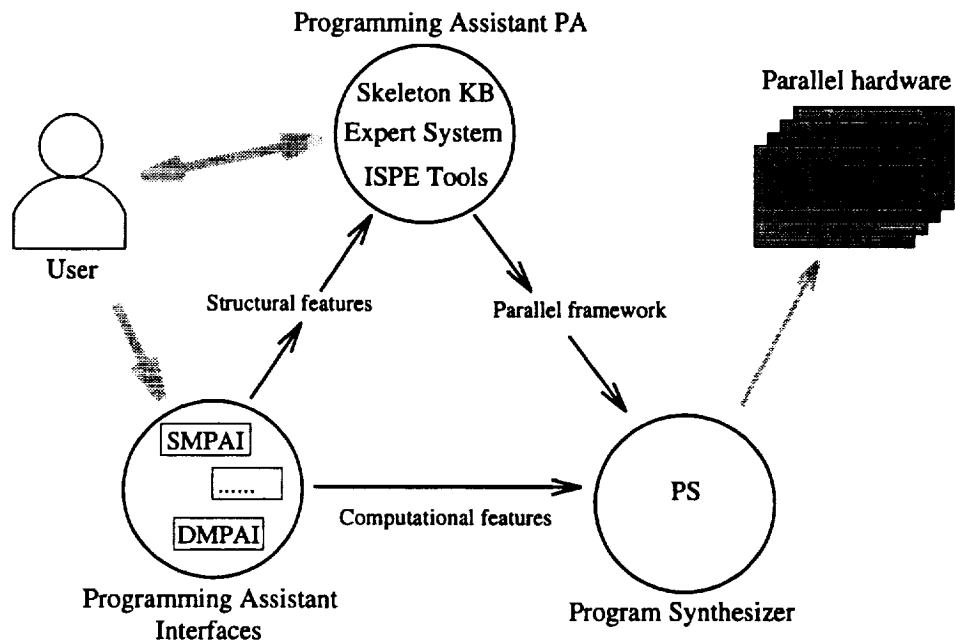 Programming Assistant PA
Skeleton KB
Expert System
ISPE Tools
Parallel hardware
User
Structural features
Parallel framework
SMPAI
......
DMPAI
Computational features
PS
Programming Assistant
Interfaces
Program Synthesizer